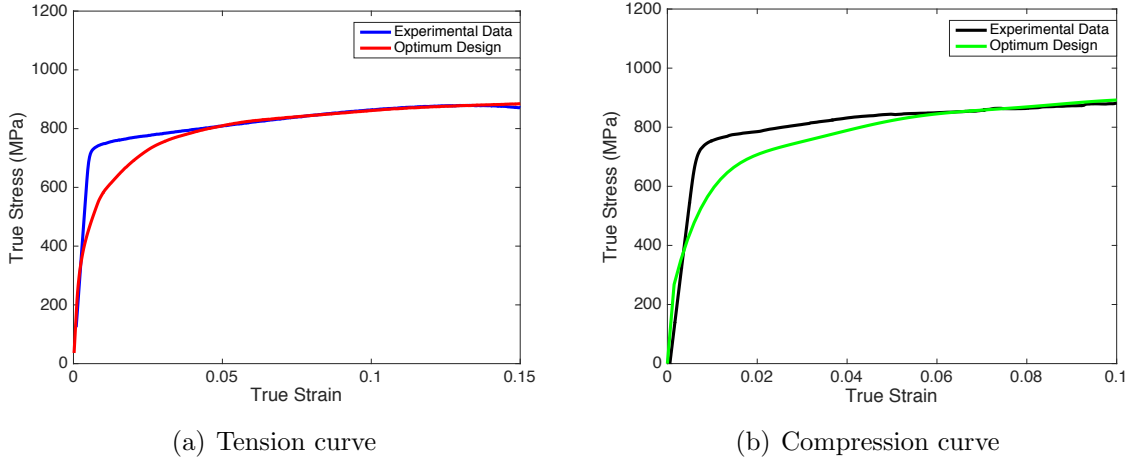 1200
1000
800
600
400
200
0
True Stress (MPa)
Experimental Data
Optimum Design
0
0.05
0.1
0.15
True Strain
(a) Tension curve
1200
1000
800
600
400
200
0
True Stress (MPa)
Experimental Data
Optimum Design
0
0.02
0.04
0.06
0.08
0.1
True Strain
(b) Compression curve